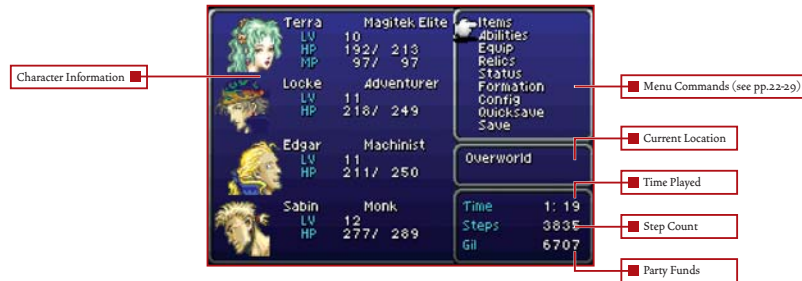 Character Information
Terra Magitek Elite
LV 10
HP 192/ 213
MP 97/ 97
Locke Adventurer
LV 11
HP 218/ 249
Edgar Machinist
LV 11
HP 211/ 250
Sabin Monk
LV 12
HP 277/ 289
Items
Abilities
Equip
Relics
Status
Formation
Config
Quicksave
Save
Overworld
Time 1: 19
Steps 3835
Gil 6707
Menu Commands (see pp.22-29)
Current Location
Time Played
Step Count
Party Funds